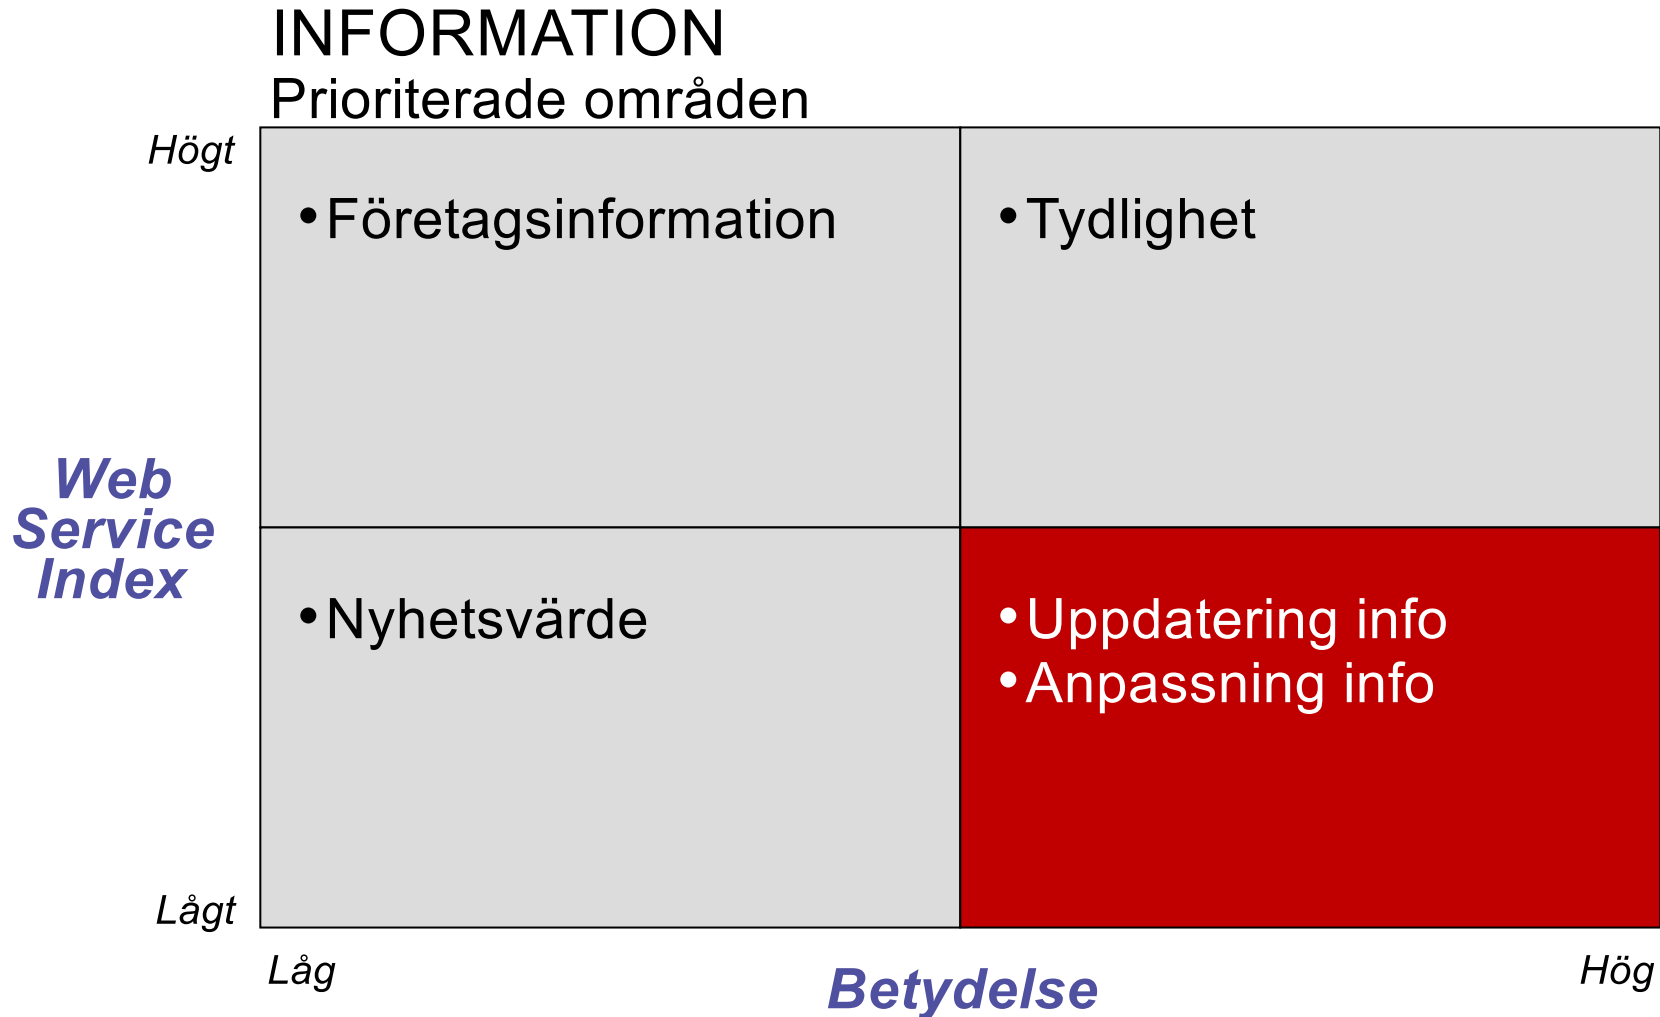 INFORMATION
Prioriterade områden
Högt
• Företagsinformation
• Tydlighet
Web
Service
Index
• Nyhetsvärde
• Uppdatering info
• Anpassning info
Lågt
Låg
Betydelse
Hög